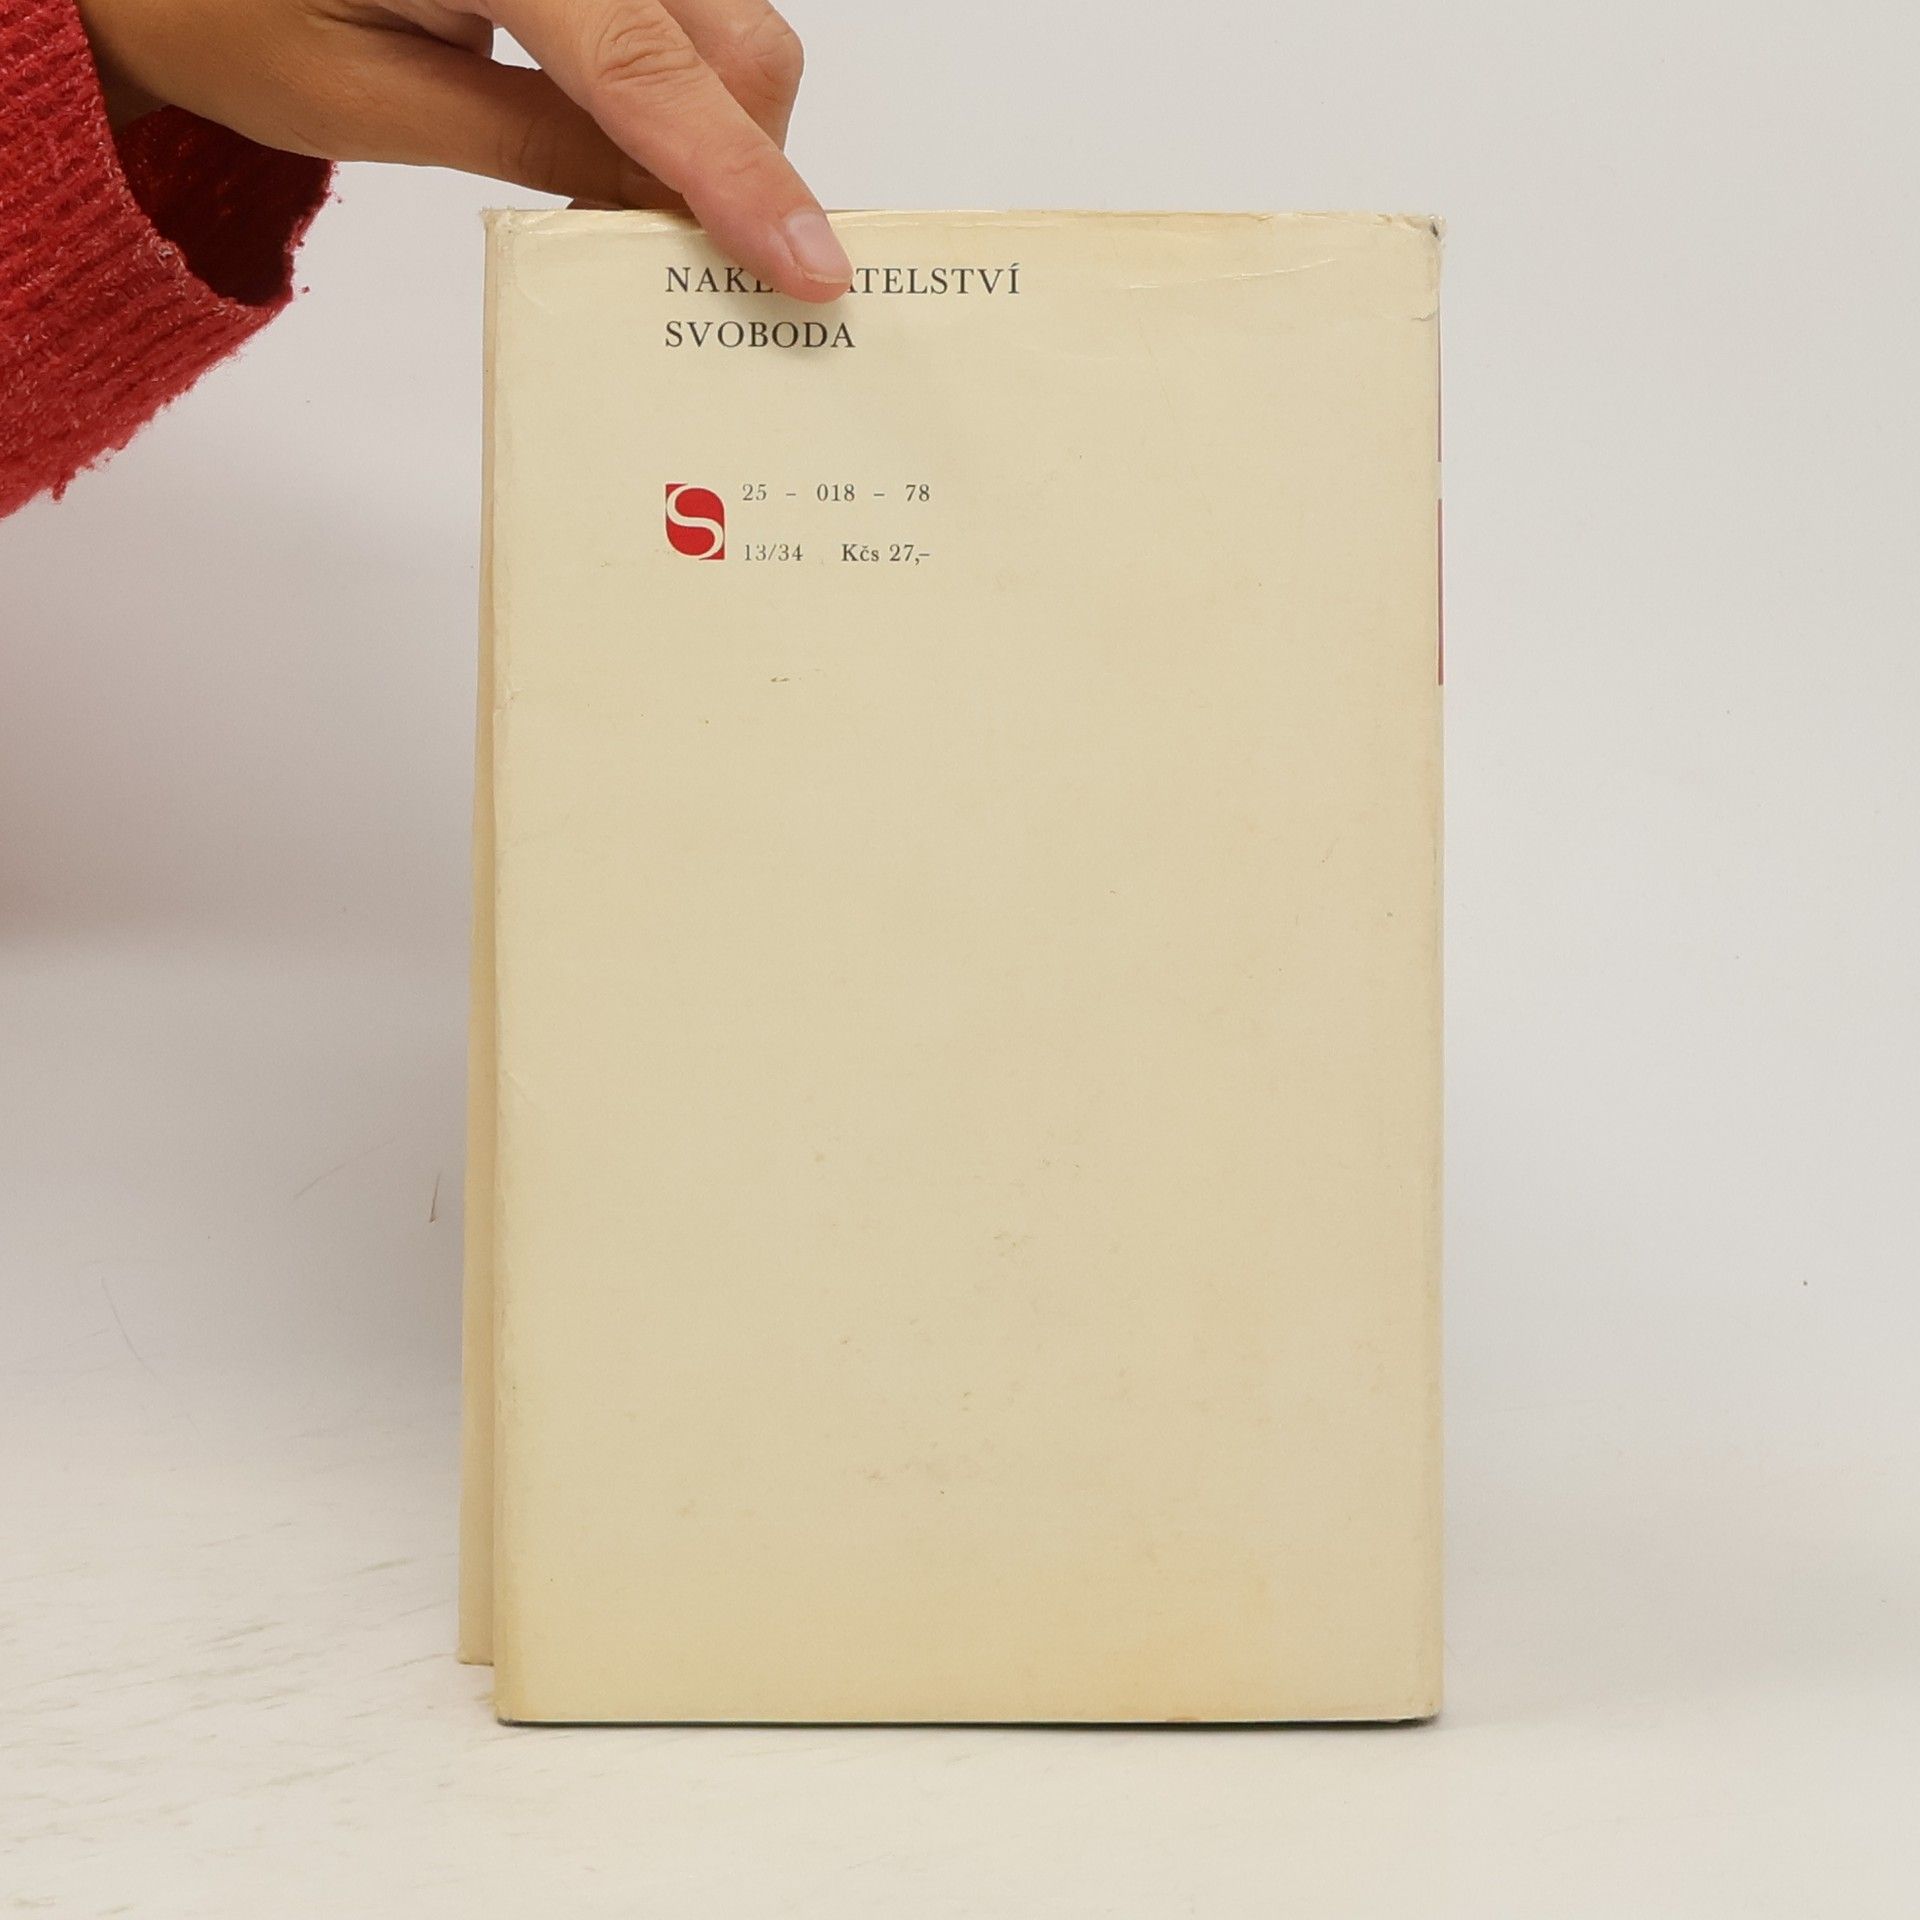 SVOBODA
25 – 018 – 78
13/34 Kčs 27,–